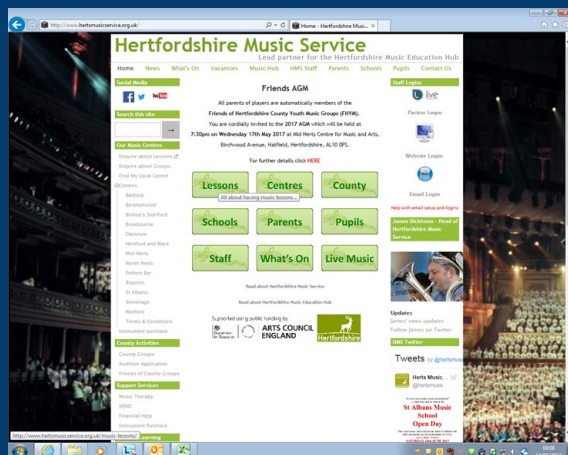 http://www.hertsmusicservice.org.uk/
Home - Hertfordshire Musi...
Hertfordshire Music Service
Lead partner for the Hertfordshire Music Education Hub
Home News What's On Vacancies Music Hub HMS Staff Parents Schools Pupils Contact Us
Social Media
YouTube
Search this site
Our Music Centres
Enquire about Lessons
Enquire about Groups
Find My Local Centre
Centres
Baldock
Berkhamsted
Bishop's Stortford
Broxbourne
Dacorum
Hertford and Ware
Mid Herts
North Herts
Potters Bar
Royston
St Albans
Stevenage
Watford
Terms & Conditions
Instrument purchase
County Activities
County Groups
Audition Application
Friends of County Groups
Support Services
Music Therapy
SEND
Financial Help
Instrument Purchase
Learning
http://www.hertsmusicservice.org.uk/music-lessons/
Friends AGM
All parents of players are automatically members of the
Friends of Hertfordshire County Youth Music Groups (FHYM).
You are cordially invited to the 2017 AGM which will be held at
7:30pm on Wednesday 17th May 2017 at Mid Herts Centre for Music and Arts,
Birchwood Avenue, Hatfield, Hertfordshire, AL10 0PS.
For further details click HERE
Lessons Centres County
All about having music lessons...
Schools Parents Pupils
Staff What's On Live Music
Read about Hertfordshire Music Service
Read about Hertfordshire Music Education
Hub
Supported using public funding by
Department
for Education
ARTS COUNCIL
ENGLAND
Hertfordshire
Staff Logins
live
Paritor Login
Website Login
Email Login
Help with email setup and logins
James Dickinson - Head of
Hertfordshire Music
Service
Updates
James' news updates
Follow James on Twitter
HMS Twitter
Tweets by @hertsmusic
Herts Music...
@hertsmusic
St Albans Music
School
Open Day